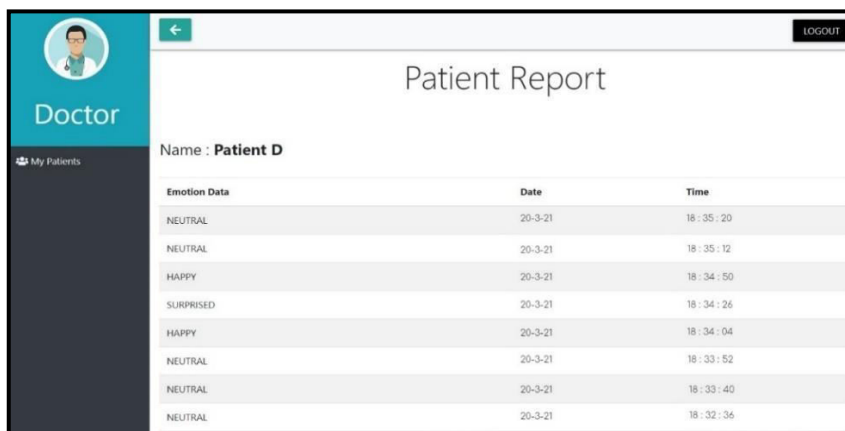 LOGOUT
Patient Report
Doctor
My Patients
Name : Patient D
Emotion Data Date Time
NEUTRAL 20-3-21 18 : 35 : 20
NEUTRAL 20-3-21 18 : 35 : 12
HAPPY 20-3-21 18 : 34 : 50
SURPRISED 20-3-21 18 : 34 : 26
HAPPY 20-3-21 18 : 34 : 04
NEUTRAL 20-3-21 18 : 33 : 52
NEUTRAL 20-3-21 18 : 33 : 40
NEUTRAL 20-3-21 18 : 32 : 36